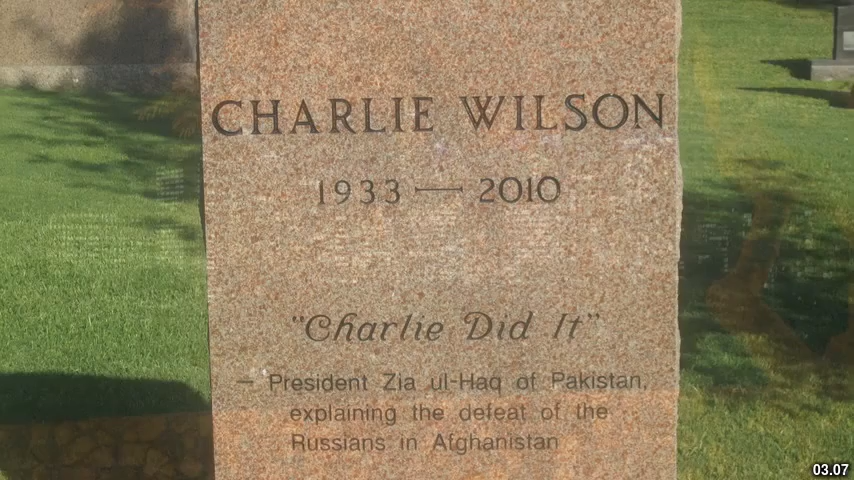 CHARLIE WILSON
1933 — 2010
"Charlie Did It"
— President Zia ul-Haq of Pakistan,
explaining the defeat of the
Russians in Afghanistan
03.07